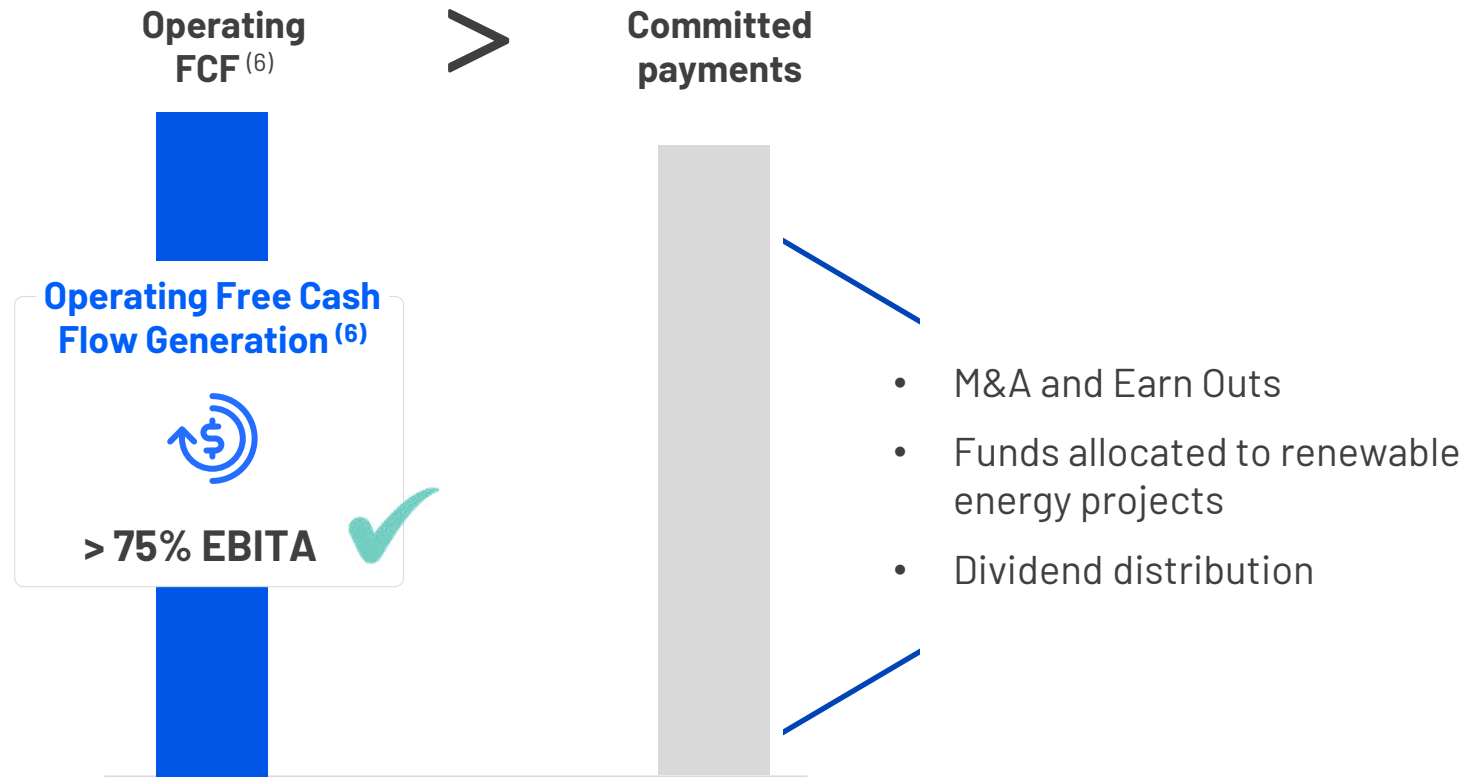 Operating
FCF (6)
>
Committed
payments
Operating Free Cash
Flow Generation (6)
$
> 75% EBITA
• M&A and Earn Outs
• Funds allocated to renewable
energy projects
• Dividend distribution